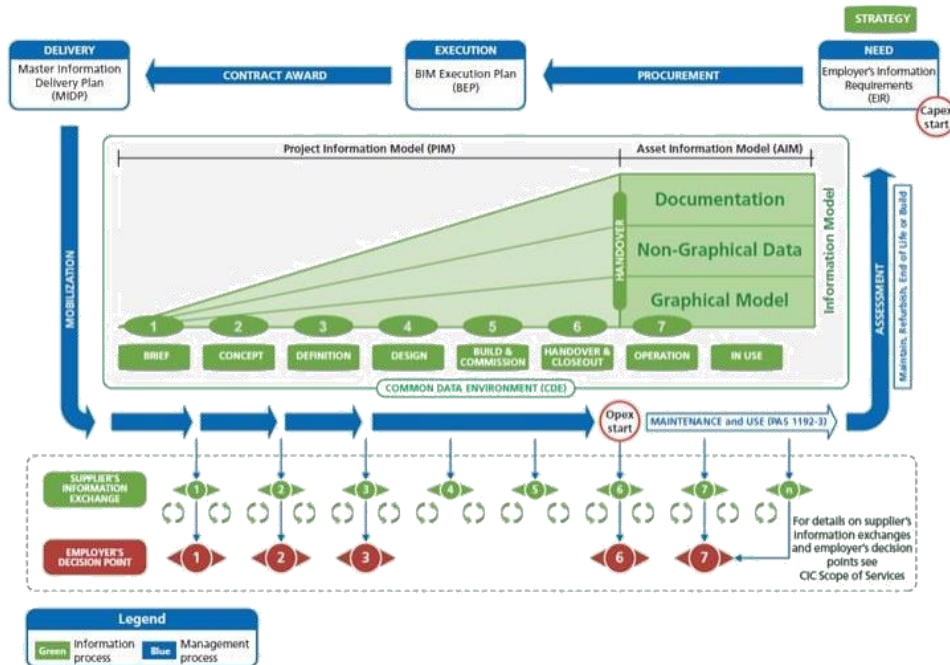 STRATEGY
DELIVERY
Master Information
Delivery Plan
(MIDP)
CONTRACT AWARD
EXECUTION
BIM Execution Plan
(BEP)
PROCUREMENT
NEED
Employer's Information
Requirements
(EIR)
Capex
start
Project Information Model (PIM)
Asset Information Model (AIM)
Documentation
Non-Graphical Data
Graphical Model
HANDOVER
Information Model
MOBILIZATION
ASSESSMENT
Maintain, Refurbish, End of Life or Build
1
2
3
4
5
6
7
BRIEF
CONCEPT
DEFINITION
DESIGN
BUILD &
COMMISSION
HANDOVER &
CLOSEOUT
OPERATION
IN USE
COMMON DATA ENVIRONMENT (CDE)
Opex
start
MAINTENANCE and USE (PAS 1192-3)
SUPPLIER'S
INFORMATION
EXCHANGE
1
2
3
4
5
6
7
n
EMPLOYER'S
DECISION POINT
1
2
3
6
7
For details on supplier's
information exchanges
and employer's decision
points see
CIC Scope of Services
Legend
Green
Information
process
Blue
Management
process